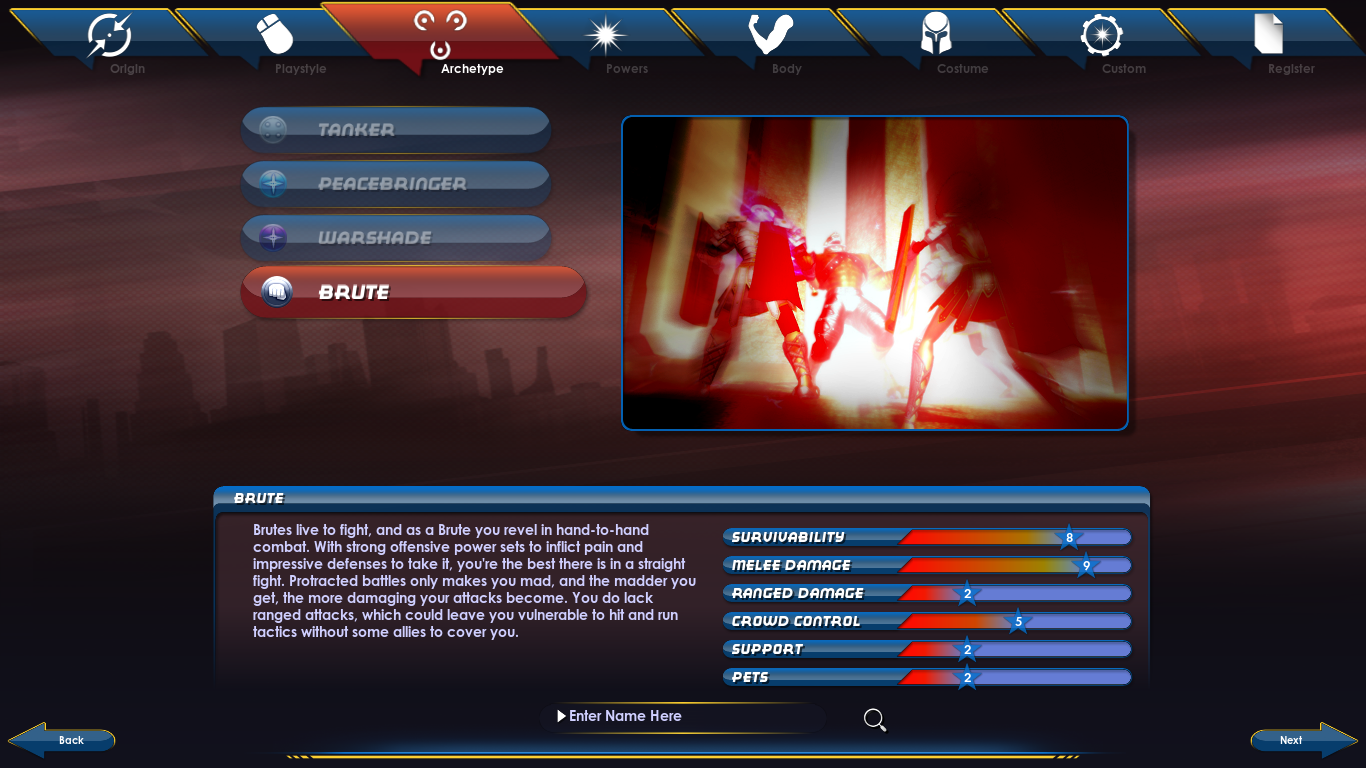 Origin
Playstyle
Archetype
Powers
Body
Costume
Custom
Register
TANKER
PEACEBRINGER
WARSHADE
BRUTE
BRUTE
Brutes live to fight, and as a Brute you revel in hand-to-hand
combat. With strong offensive power sets to inflict pain and
impressive defenses to take it, you're the best there is in a straight
fight. Protracted battles only makes you mad, and the madder you
get, the more damaging your attacks become. You do lack
ranged attacks, which could leave you vulnerable to hit and run
tactics without some allies to cover you.
SURVIVABILITY 8
MELEE DAMAGE 9
RANGED DAMAGE 2
CROWD CONTROL 5
SUPPORT 2
PETS 2
Enter Name Here
Back
Next